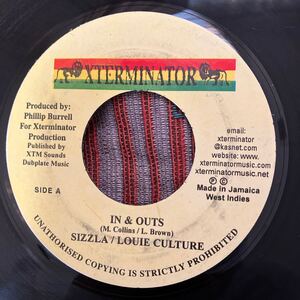 XTERMINATOR
Produced by:
Phillip Burrell
For Xterminator
Production
Published by
XTM Sounds
Dubplate Music
SIDE A
email:
xterminator
@kasnet.com
website: www.
xterminatormusic.com
xterminatormusic.net
Ⓟ ©
Made in Jamaica
West Indies
IN & OUTS
(M. Collins / L. Brown)
SIZZLA / LOUIE CULTURE
UNAUTHORISED COPYING IS STRICTLY PROHIBITED